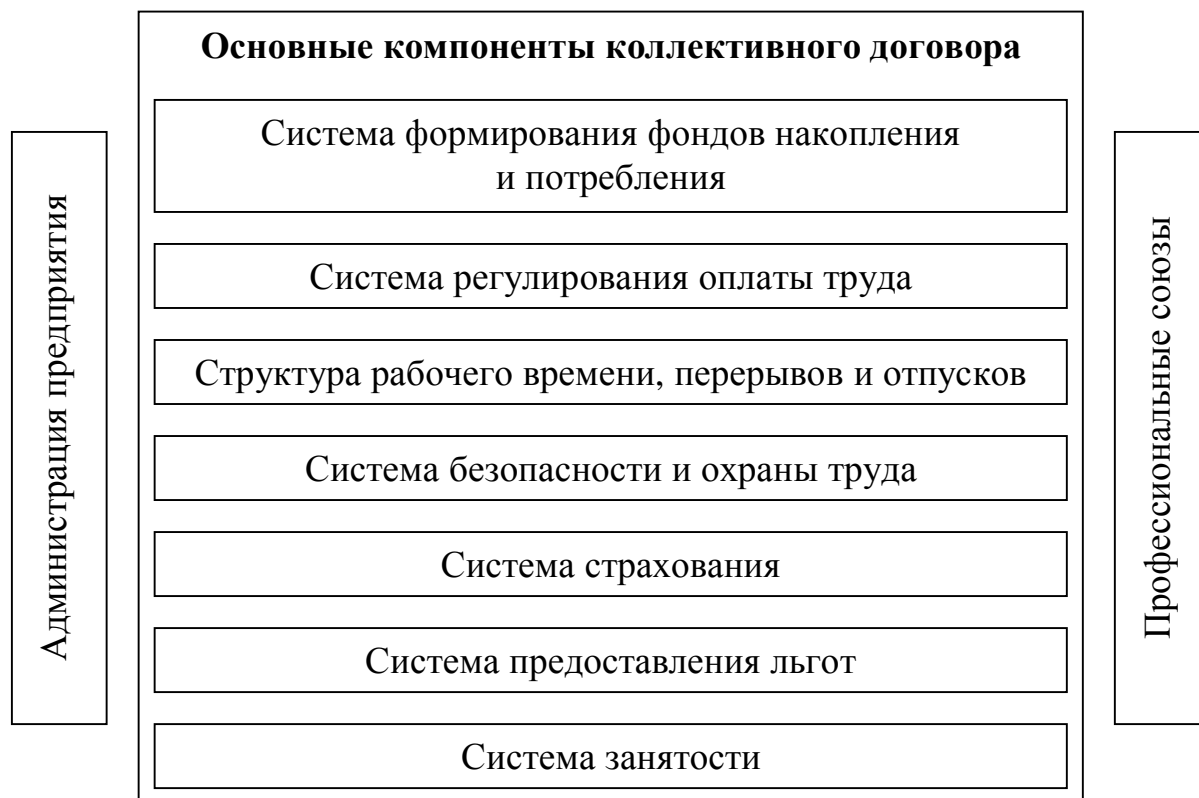 Основные компоненты коллективного договора
Администрация предприятия
Система формирования фондов накопления
и потребления
Система регулирования оплаты труда
Структура рабочего времени, перерывов и отпусков
Система безопасности и охраны труда
Система страхования
Система предоставления льгот
Система занятости
Профессиональные союзы